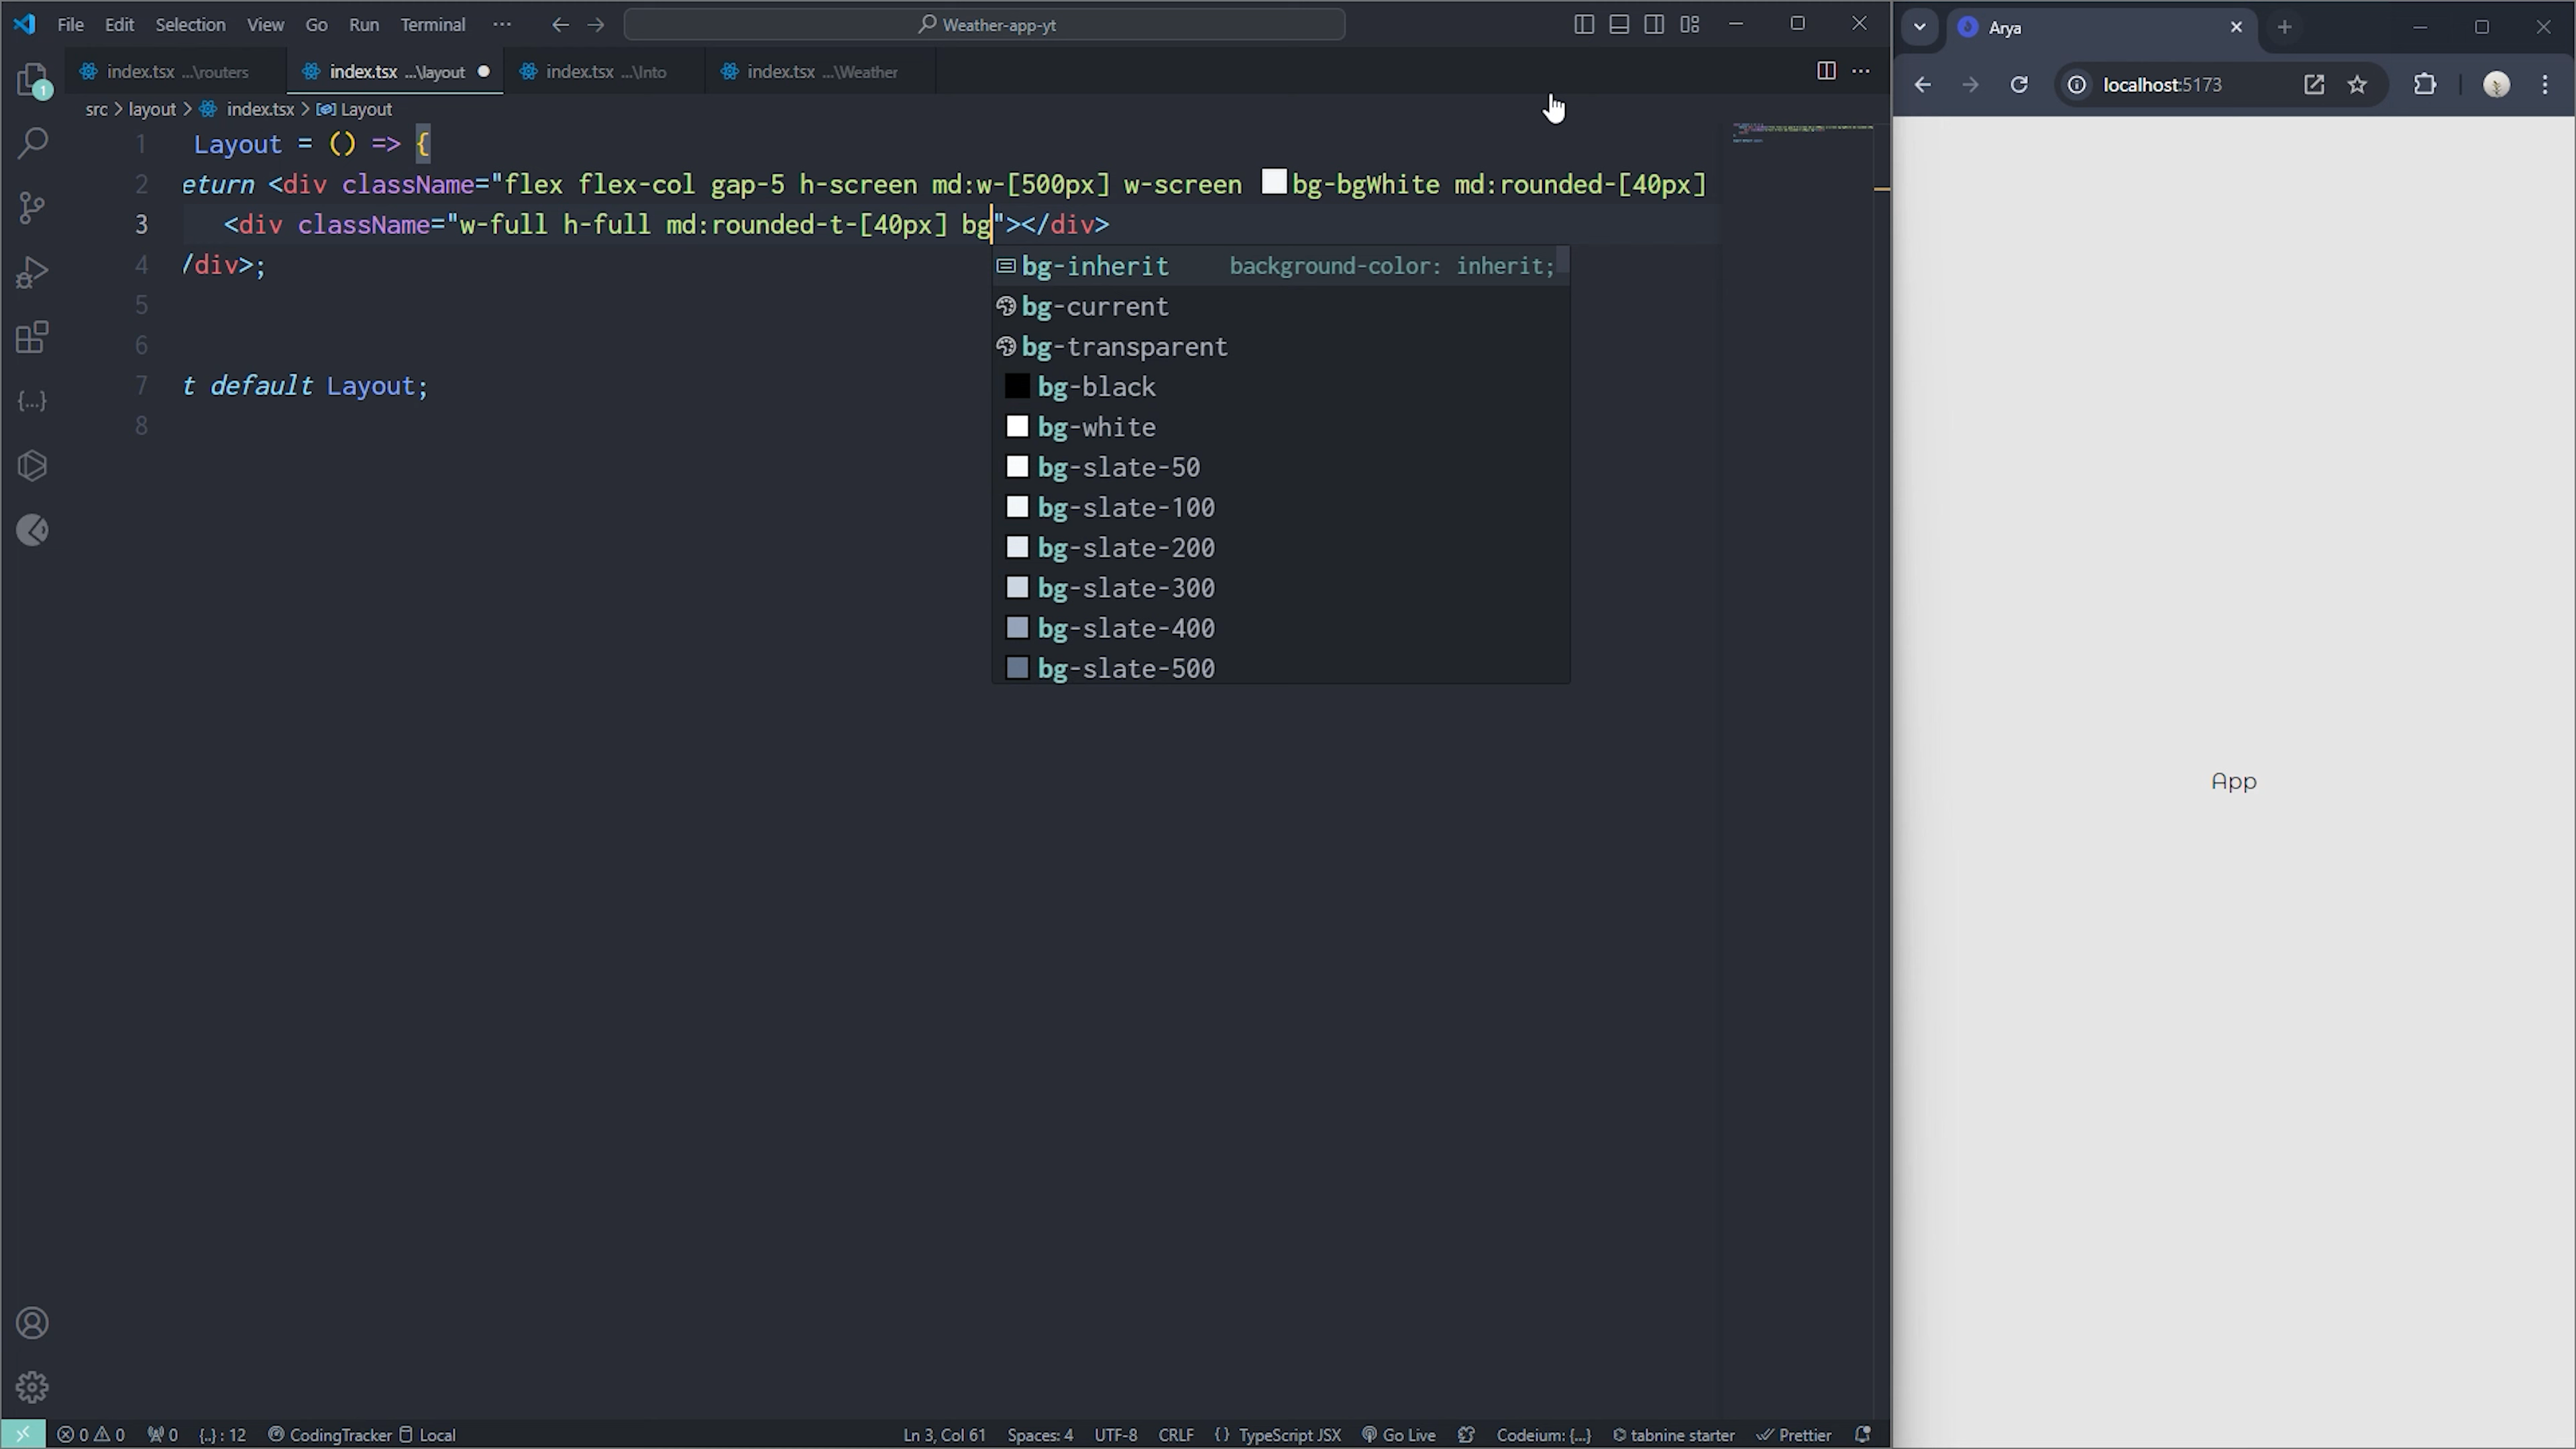 File Edit Selection View Go Run Terminal ··· Weather-app-yt
index.tsx ...\routers index.tsx ...\layout index.tsx ...\Into index.tsx ...\Weather
src > layout > index.tsx > Layout
1 Layout = () => {
2 eturn <div className="flex flex-col gap-5 h-screen md:w-[500px] w-screen bg-bgWhite md:rounded-[40px]
3 <div className="w-full h-full md:rounded-t-[40px] bg"></div>
4 /div>;
5
6
7 t default Layout;
8
bg-inherit background-color: inherit;
bg-current
bg-transparent
bg-black
bg-white
bg-slate-50
bg-slate-100
bg-slate-200
bg-slate-300
bg-slate-400
bg-slate-500
1
{...}
0 0 0 {..} : 12 CodingTracker Local Ln 3, Col 61 Spaces: 4 UTF-8 CRLF {} TypeScript JSX Go Live Codeium: {...} tabnine starter Prettier
Arya
localhost:5173
App